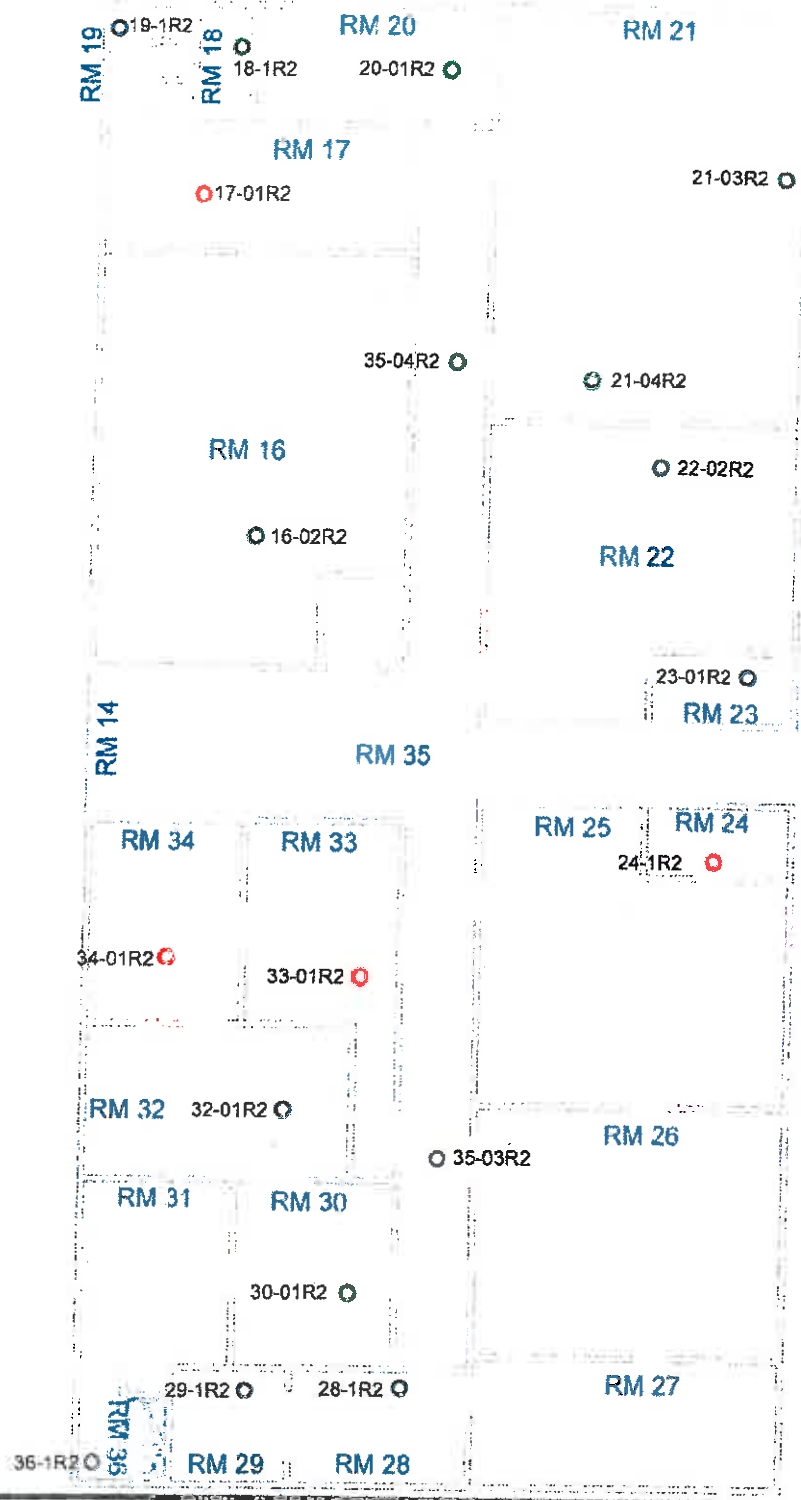 RM 19
19-1R2
RM 18
18-1R2
RM 20
20-01R2
RM 21
RM 17
17-01R2
21-03R2
35-04R2
21-04R2
RM 16
22-02R2
16-02R2
RM 22
23-01R2
RM 23
RM 14
RM 35
RM 34
RM 33
RM 25
RM 24
24-1R2
34-01R2
33-01R2
RM 32
32-01R2
RM 26
35-03R2
RM 31
RM 30
30-01R2
29-1R2
28-1R2
RM 27
RM 36
36-1R2
RM 29
RM 28